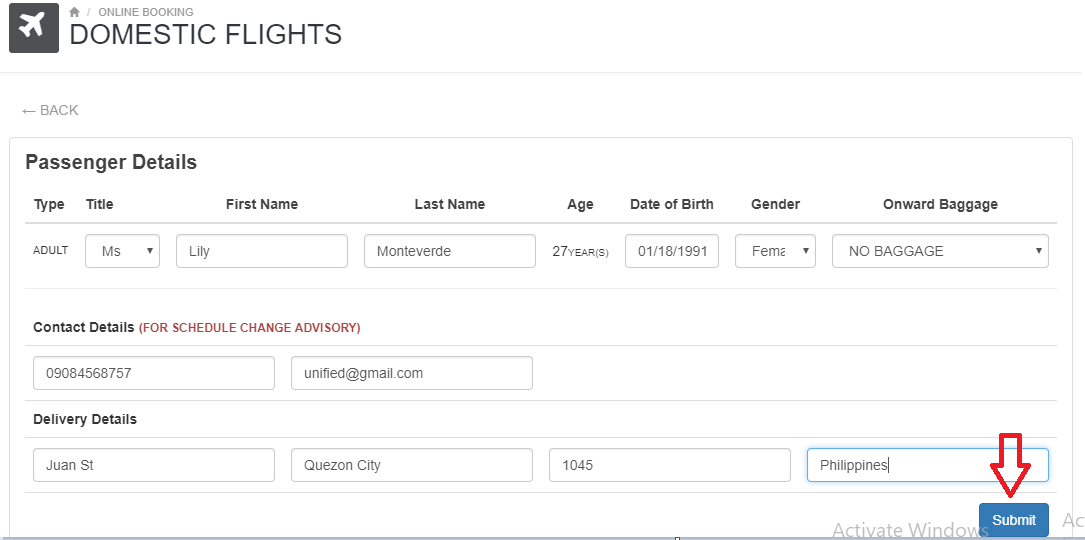 / ONLINE BOOKING
DOMESTIC FLIGHTS
← BACK
Passenger Details
Type Title First Name Last Name Age Date of Birth Gender Onward Baggage
ADULT Ms Lily Monteverde 27YEAR(S) 01/18/1991 Fema NO BAGGAGE
Contact Details (FOR SCHEDULE CHANGE ADVISORY)
09084568757 unified@gmail.com
Delivery Details
Juan St Quezon City 1045 Philippines
Submit
Activate Windows Ac